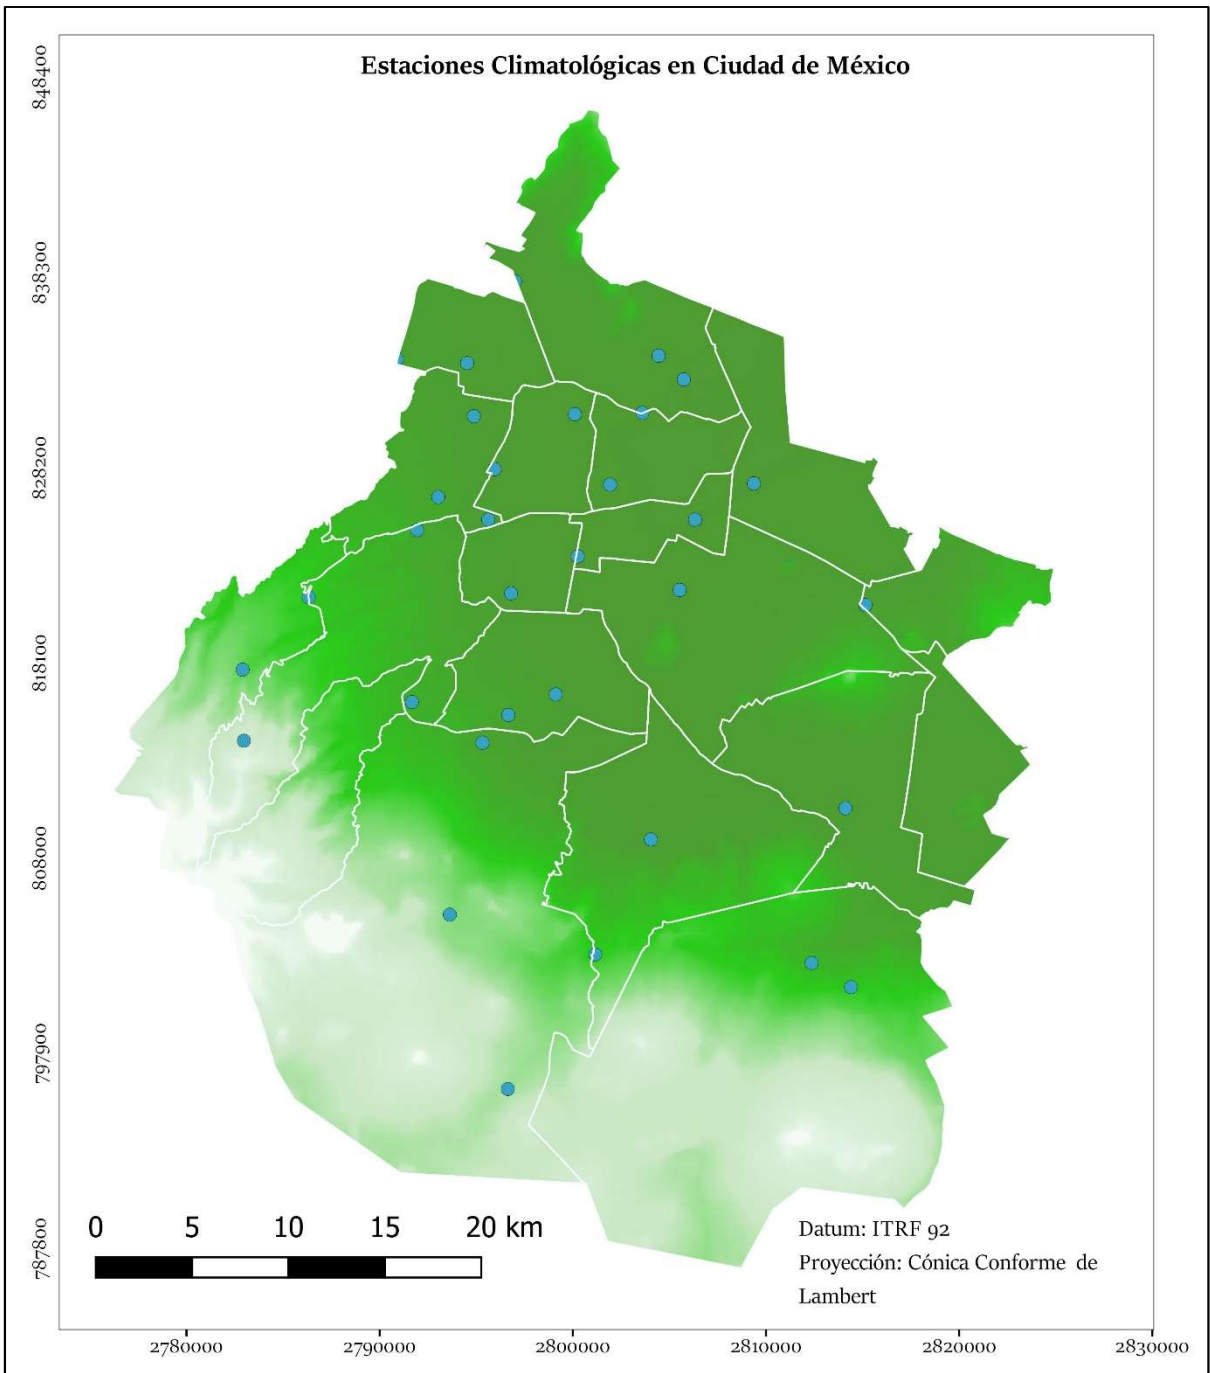 Estaciones Climatológicas en Ciudad de México
848400
838300
828200
818100
808000
797900
787800
0 5 10 15 20 km
Datum: ITRF 92
Proyección: Cónica Conforme de
Lambert
2780000 2790000 2800000 2810000 2820000 2830000